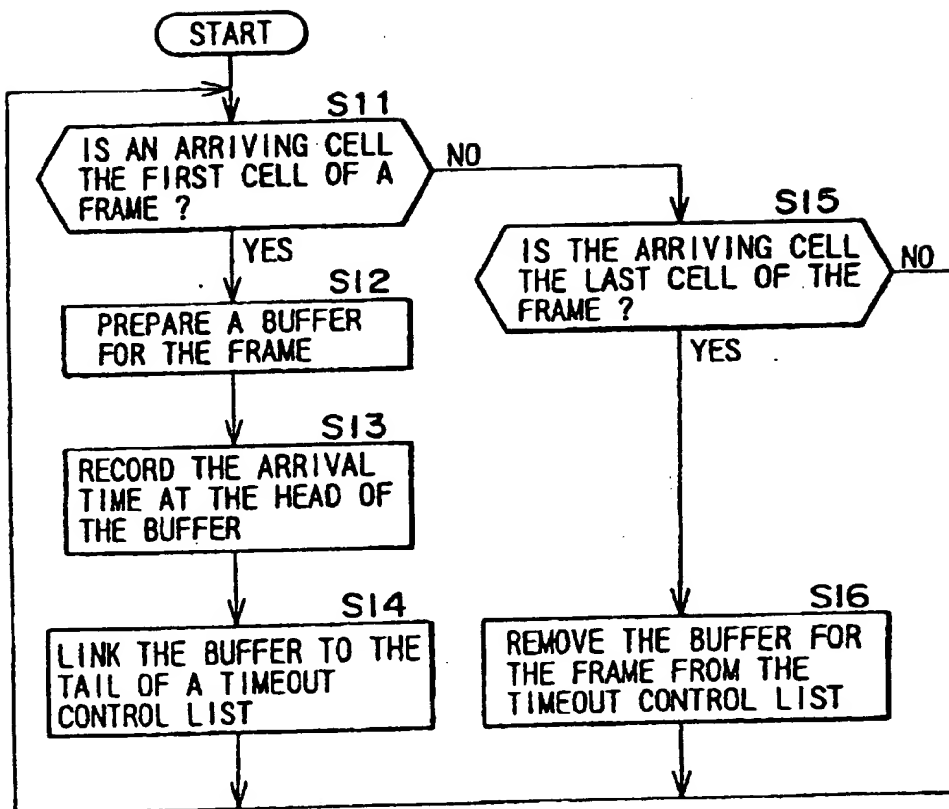 START
S11
IS AN ARRIVING CELL
THE FIRST CELL OF A
FRAME ?
NO
YES
S12
PREPARE A BUFFER
FOR THE FRAME
S13
RECORD THE ARRIVAL
TIME AT THE HEAD OF
THE BUFFER
S14
LINK THE BUFFER TO THE
TAIL OF A TIMEOUT
CONTROL LIST
S15
IS THE ARRIVING CELL
THE LAST CELL OF THE
FRAME ?
NO
YES
S16
REMOVE THE BUFFER FOR
THE FRAME FROM THE
TIMEOUT CONTROL LIST